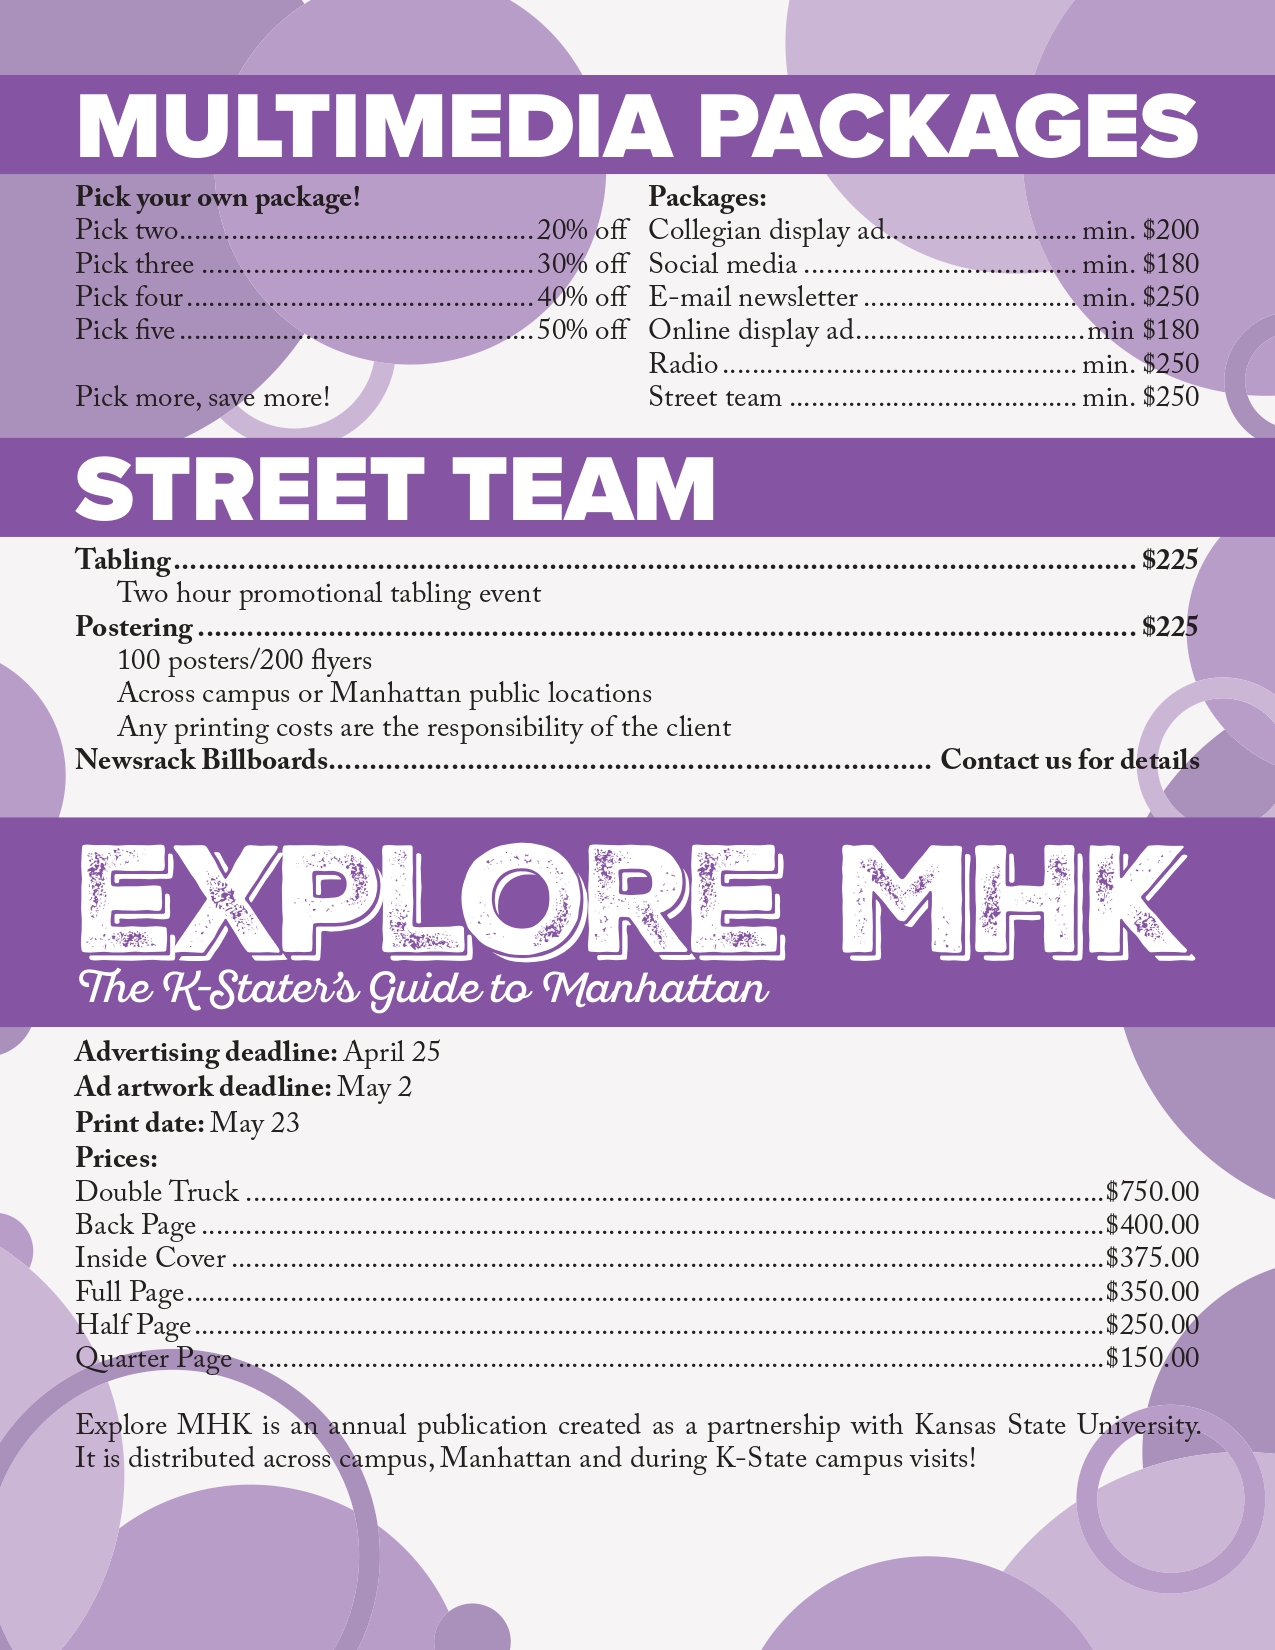 MULTIMEDIA PACKAGES
Pick your own package!
Pick two....................................................20% off
Pick three ..................................................30% off
Pick four....................................................40% off
Pick five....................................................50% off
Pick more, save more!
Packages:
Collegian display ad............................. min. $200
Social media ......................................... min. $180
E-mail newsletter ................................ min. $250
Online display ad...................................min $180
Radio ..................................................... min. $250
Street team ........................................... min. $250
STREET TEAM
Tabling.................................................................. $225
Two hour promotional tabling event
Postering ............................................................... $225
100 posters/200 flyers
Across campus or Manhattan public locations
Any printing costs are the responsibility of the client
Newsrack Billboards.......................................... Contact us for details
EXPLORE MHK
The K-Stater's Guide to Manhattan
Advertising deadline: April 25
Ad artwork deadline: May 2
Print date: May 23
Prices:
Double Truck ..................................................................$750.00
Back Page ..................................................................$400.00
Inside Cover ..................................................................$375.00
Full Page..................................................................$350.00
Half Page..................................................................$250.00
Quarter Page ..................................................................$150.00
Explore MHK is an annual publication created as a partnership with Kansas State University.
It is distributed across campus, Manhattan and during K-State campus visits!